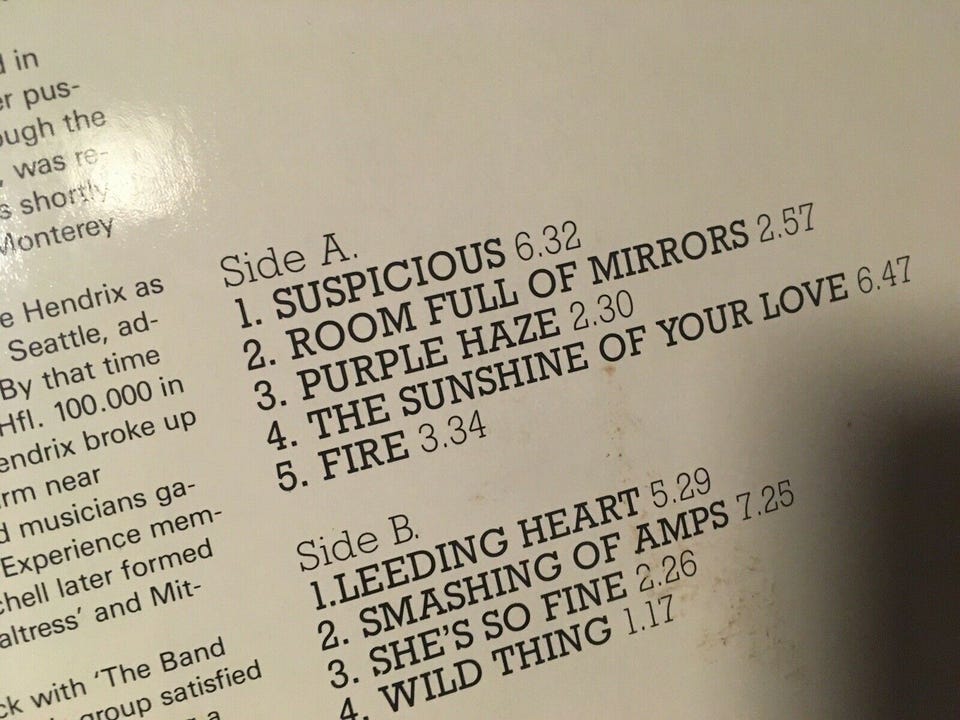 in
pus-
ough the
, was re-
s shortly
Monterey
e Hendrix as
Seattle, ad-
By that time
Hfl. 100.000 in
endrix broke up
rm near
d musicians ga-
Experience mem-
chell later formed
altress' and Mit-
ck with 'The Band
group satisfied
a
Side A.
1. SUSPICIOUS 6.32
2. ROOM FULL OF MIRRORS 2.57
3. PURPLE HAZE 2.30
4. THE SUNSHINE OF YOUR LOVE 6.47
5. FIRE 3.34
Side B.
1.LEEDING HEART 5.29
2. SMASHING OF AMPS 7.25
3. SHE'S SO FINE 2.26
4. WILD THING 1.17